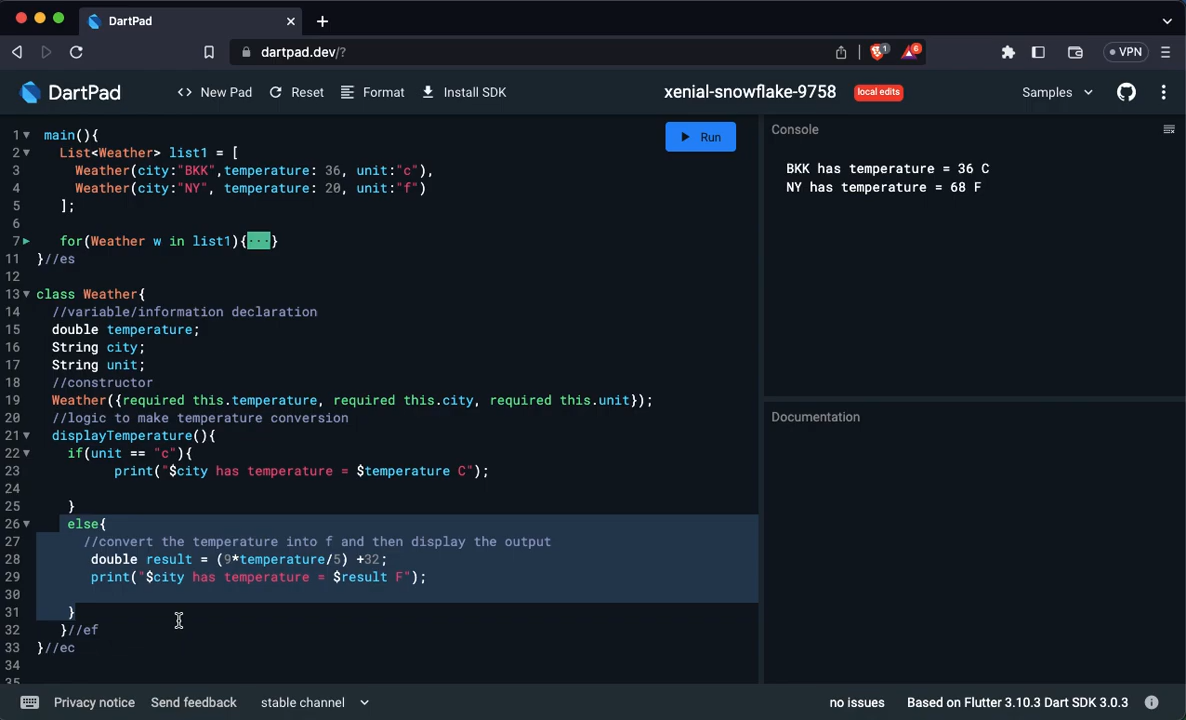 DartPad
dartpad.dev/?
1
6
VPN
DartPad
<> New Pad
Reset
Format
Install SDK
xenial-snowflake-9758
local edits
Samples
1 main(){
2 List<Weather> list1 = [
3 Weather(city:"BKK",temperature: 36, unit:"c"),
4 Weather(city:"NY", temperature: 20, unit:"f")
5 ];
6
7 for(Weather w in list1){...}
11 }//es
12
13 class Weather{
14 //variable/information declaration
15 double temperature;
16 String city;
17 String unit;
18 //constructor
19 Weather({required this.temperature, required this.city, required this.unit});
20 //logic to make temperature conversion
21 displayTemperature(){
22 if(unit == "c"){
23 print("$city has temperature = $temperature C");
24
25 }
26 else{
27 //convert the temperature into f and then display the output
28 double result = (9*temperature/5) +32;
29 print("$city has temperature = $result F");
30
31 }
32 }//ef
33 }//ec
34
35
Run
Console
BKK has temperature = 36 C
NY has temperature = 68 F
Documentation
Privacy notice
Send feedback
stable channel
no issues
Based on Flutter 3.10.3 Dart SDK 3.0.3